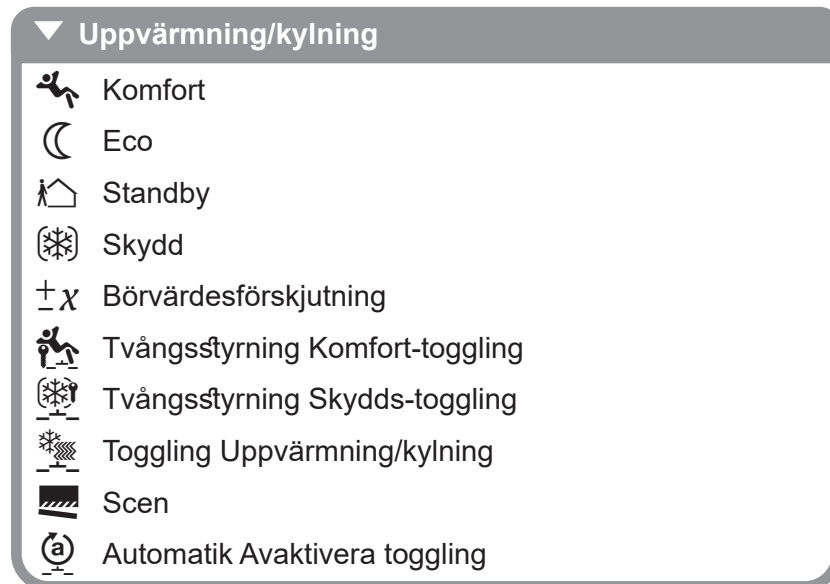 Uppvärmning/kylning
Komfort
Eco
Standby
Skydd
±x Börvärdesförskjutning
Tvångsstyrning Komfort-toggling
Tvångsstyrning Skydds-toggling
Toggling Uppvärmning/kylning
Scen
a Automatik Avaktivera toggling